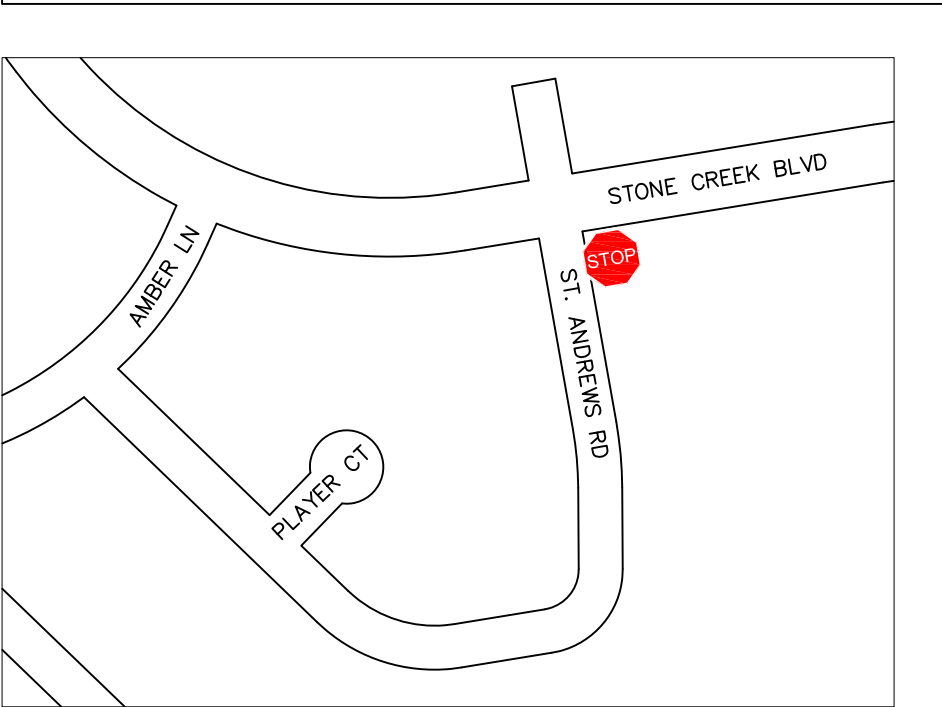 STONE CREEK BLVD
AMBER LN
STOP
ST. ANDREWS RD
PLAYER CT